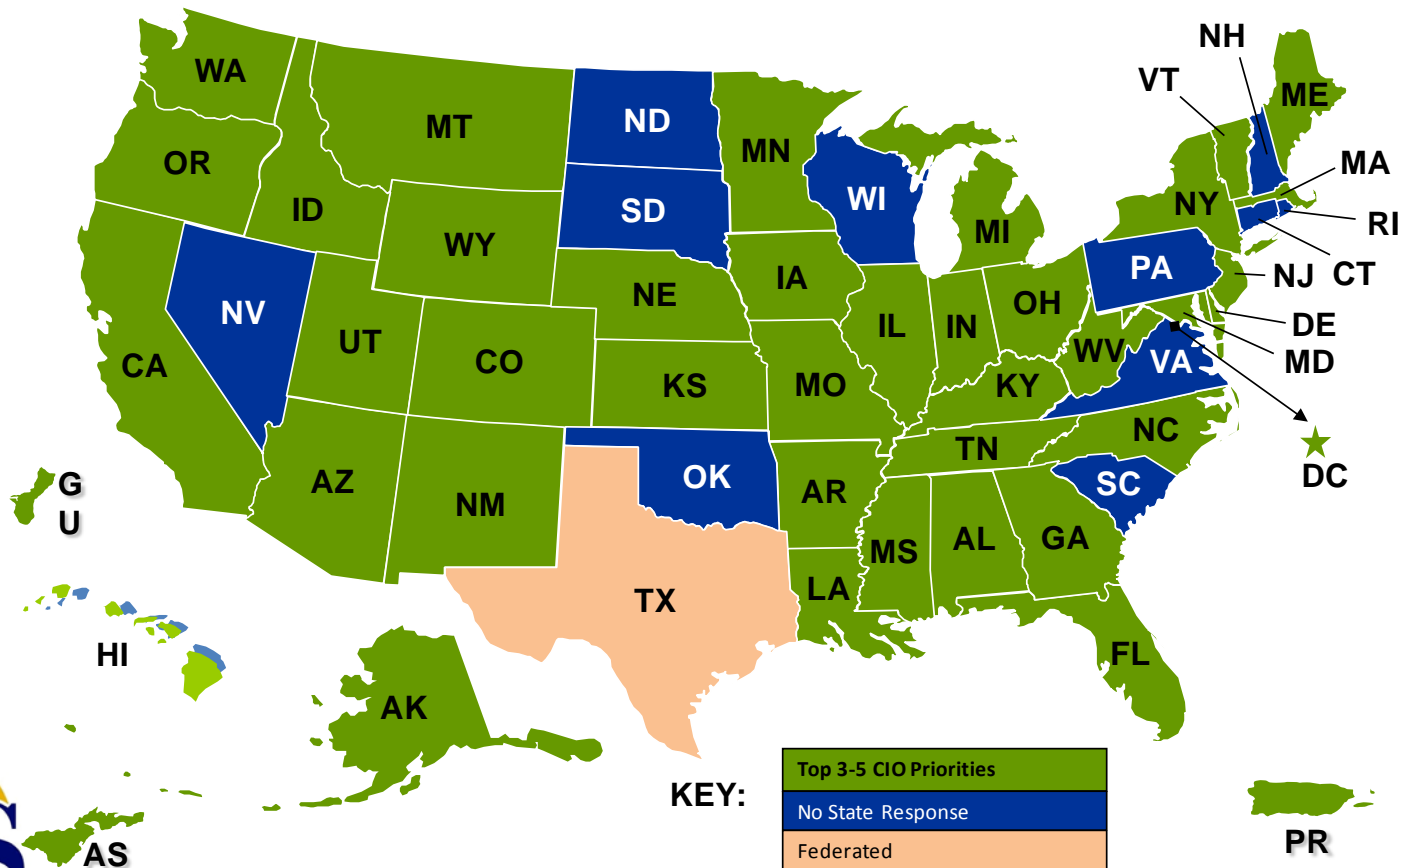 NH
WA
VT
ME
ND
MT
MN
OR
MA
WI
ID
SD
NY
RI
WY
MI
PA
IA
NJ CT
NE
OH
NV
IL
IN
DE
UT
WV
CO
VA
MD
CA
KS
MO
KY
NC
TN
OK
DC
AZ
SC
G
U
AR
NM
GA
AL
MS
LA
TX
HI
FL
AK
Top 3-5 CIO Priorities
KEY:
No State Response
PR
Federated
AS